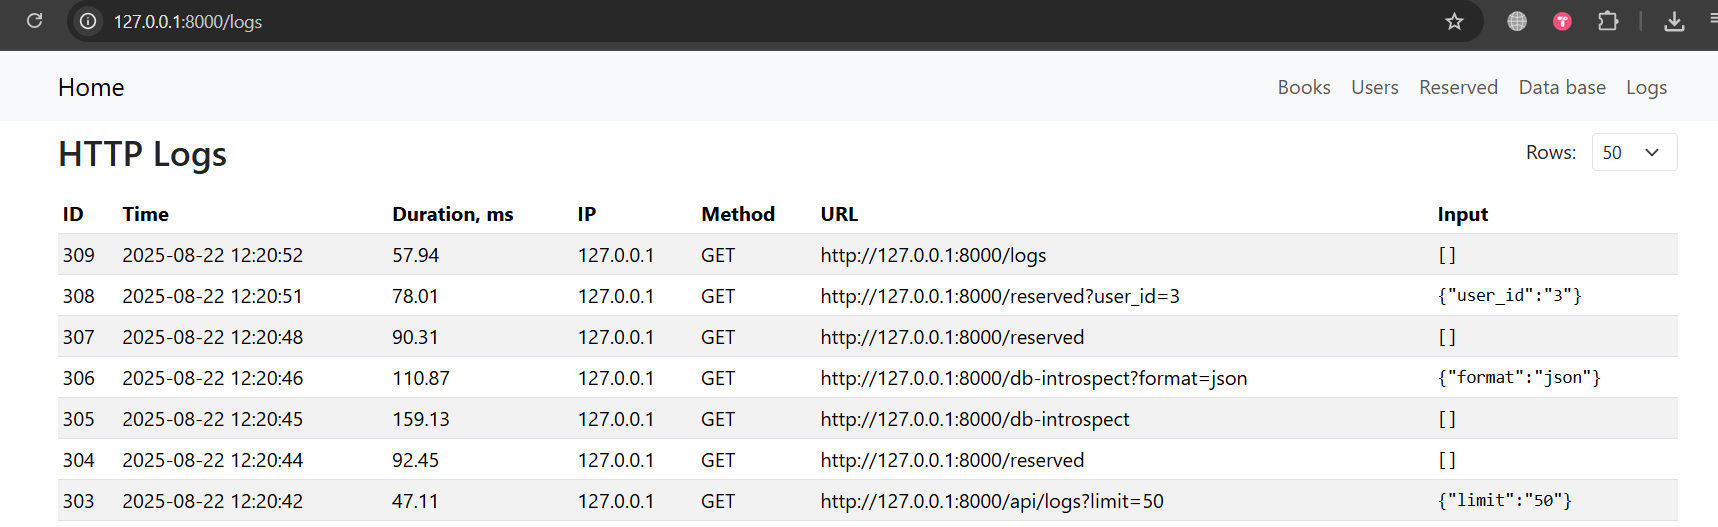 127.0.0.1:8000/logs
Home Books Users Reserved Data base Logs
HTTP Logs Rows: 50
ID Time Duration, ms IP Method URL Input
309 2025-08-22 12:20:52 57.94 127.0.0.1 GET http://127.0.0.1:8000/logs []
308 2025-08-22 12:20:51 78.01 127.0.0.1 GET http://127.0.0.1:8000/reserved?user_id=3 {"user_id":"3"}
307 2025-08-22 12:20:48 90.31 127.0.0.1 GET http://127.0.0.1:8000/reserved []
306 2025-08-22 12:20:46 110.87 127.0.0.1 GET http://127.0.0.1:8000/db-introspect?format=json {"format":"json"}
305 2025-08-22 12:20:45 159.13 127.0.0.1 GET http://127.0.0.1:8000/db-introspect []
304 2025-08-22 12:20:44 92.45 127.0.0.1 GET http://127.0.0.1:8000/reserved []
303 2025-08-22 12:20:42 47.11 127.0.0.1 GET http://127.0.0.1:8000/api/logs?limit=50 {"limit":"50"}